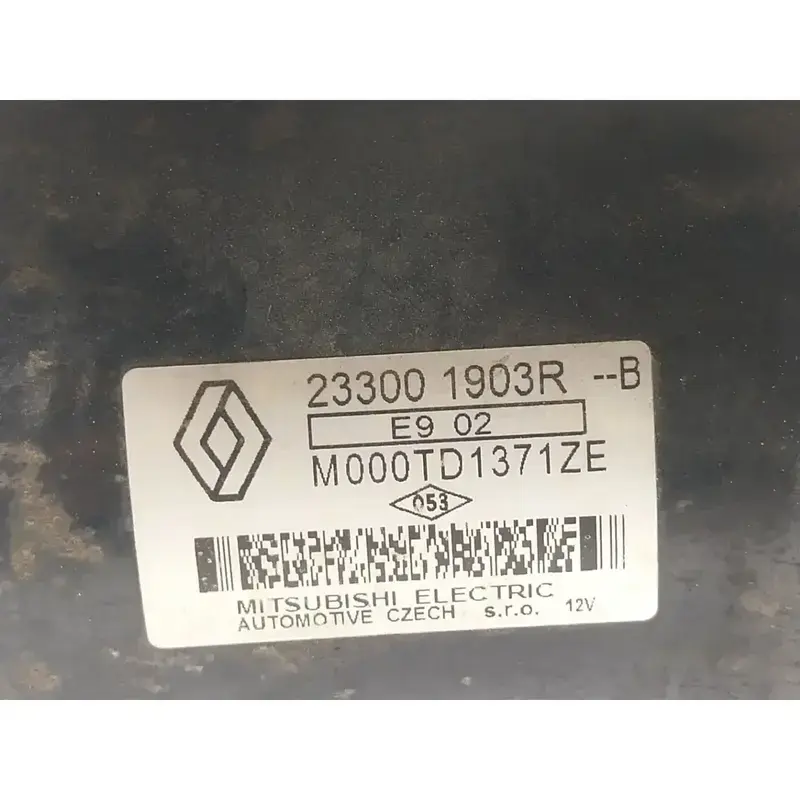 23300 1903R --B
E9 02
M000TD1371ZE
053
MITSUBISHI ELECTRIC
AUTOMOTIVE CZECH s.r.o. 12V